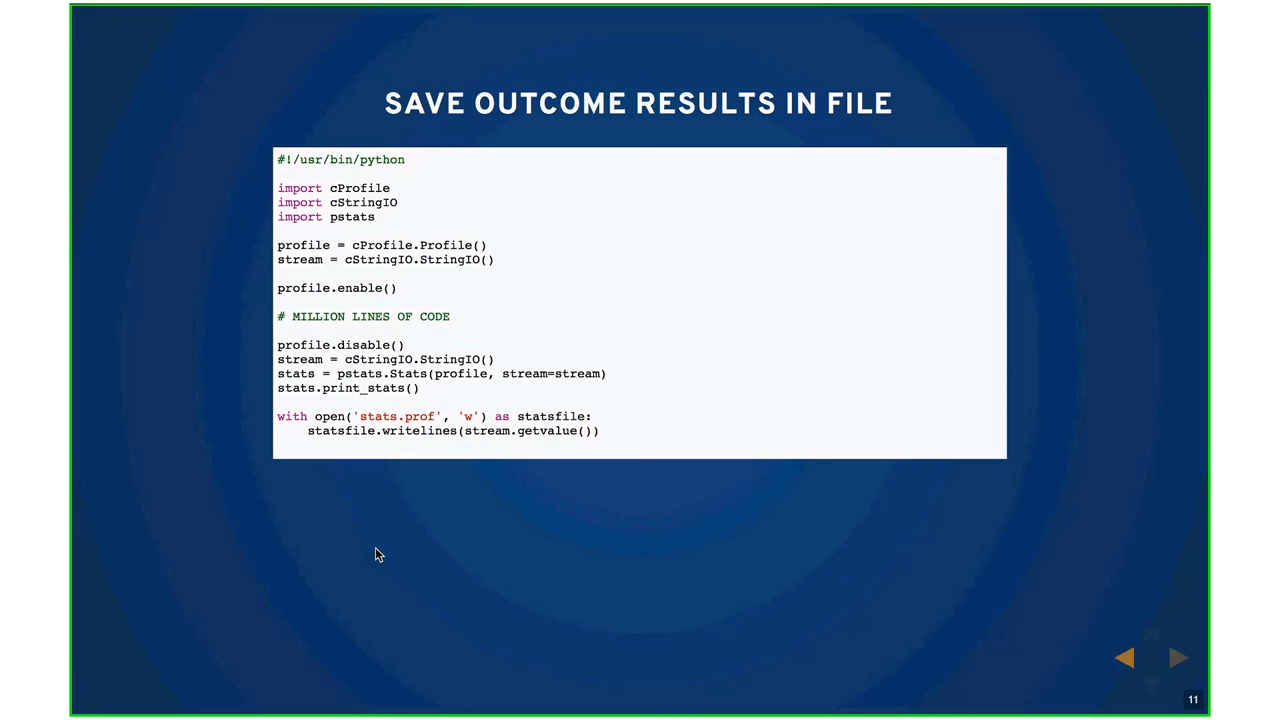 SAVE OUTCOME RESULTS IN FILE
#!/usr/bin/python
import cProfile
import cStringIO
import pstats
profile = cProfile.Profile()
stream = cStringIO.StringIO()
profile.enable()
# MILLION LINES OF CODE
profile.disable()
stream = cStringIO.StringIO()
stats = pstats.Stats(profile, stream=stream)
stats.print_stats()
with open('stats.prof', 'w') as statsfile:
    statsfile.writelines(stream.getvalue())
11